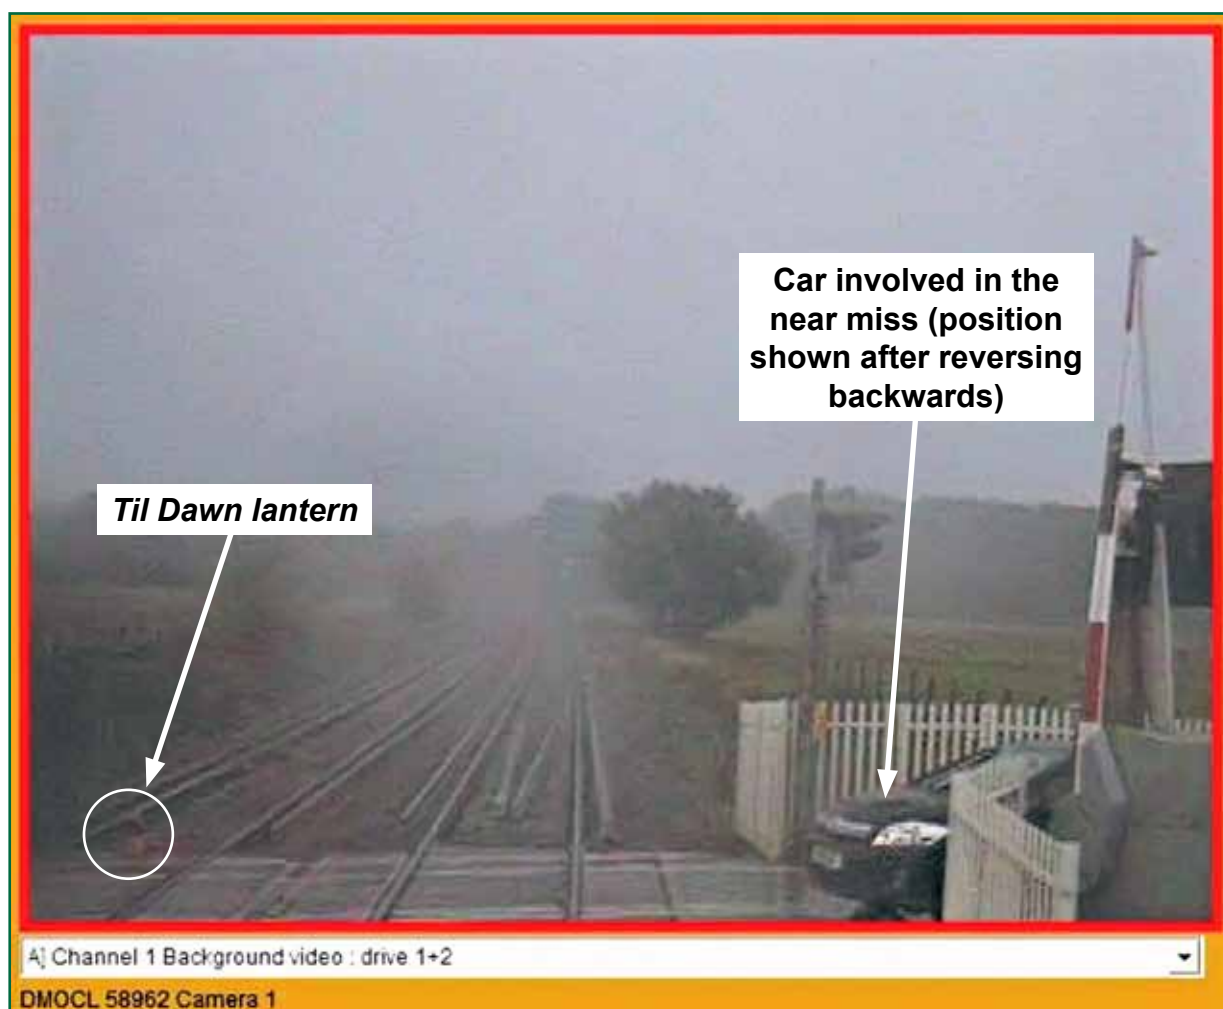 Car involved in the
near miss (position
shown after reversing
backwards)
Til Dawn lantern
A] Channel 1 Background video : drive 1+2
DMOCL 58962 Camera 1